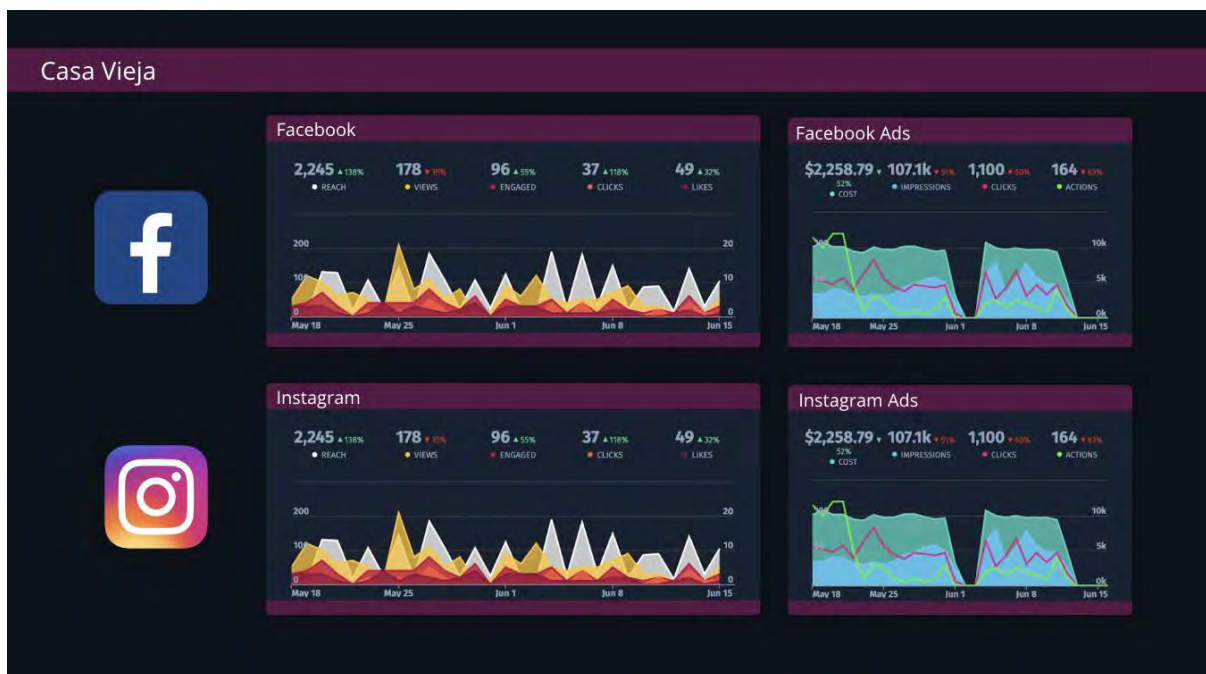 Casa Vieja
Facebook
2,245 ▲138% 178 ▼15% 96 ▲55% 37 ▲118% 49 ▲32%
REACH VIEWS ENGAGED CLICKS LIKES
200 20
10
0 0
May 18 May 25 Jun 1 Jun 8 Jun 15
Facebook Ads
$2,258.79 ▼ 107.1k ▼51% 1,100 ▼60% 164 ▼83%
52%
COST IMPRESSIONS CLICKS ACTIONS
10k
5k
0k
May 18 May 25 Jun 1 Jun 8 Jun 15
Instagram
2,245 ▲138% 178 ▼15% 96 ▲55% 37 ▲118% 49 ▲32%
REACH VIEWS ENGAGED CLICKS LIKES
200 20
10
0 0
May 18 May 25 Jun 1 Jun 8 Jun 15
Instagram Ads
$2,258.79 ▼ 107.1k ▼51% 1,100 ▼60% 164 ▼83%
52%
COST IMPRESSIONS CLICKS ACTIONS
10k
5k
0k
May 18 May 25 Jun 1 Jun 8 Jun 15